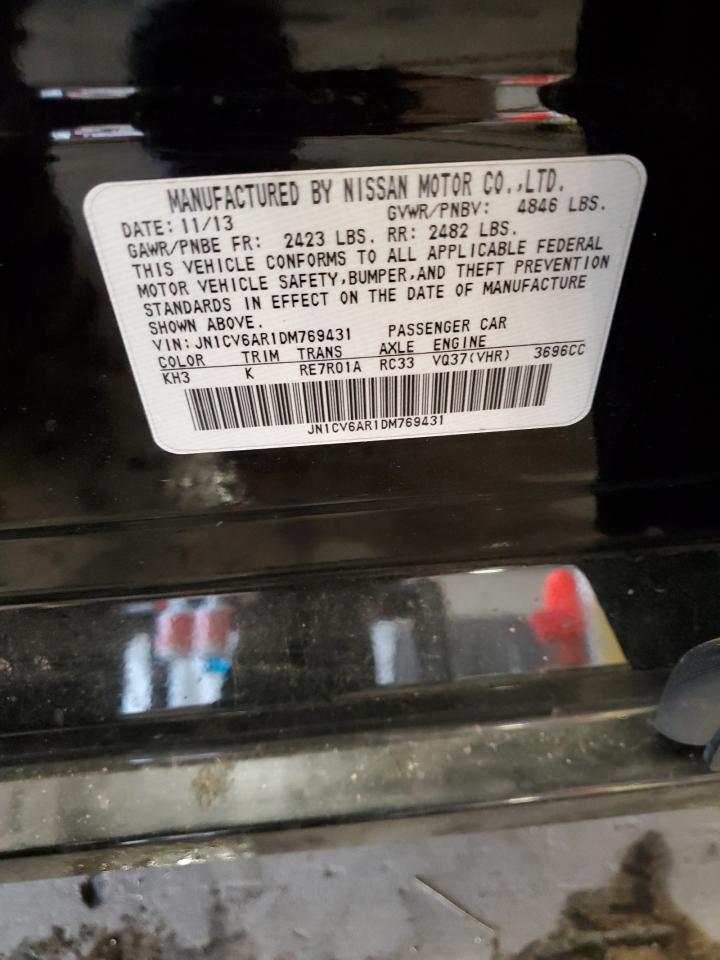 MANUFACTURED BY NISSAN MOTOR CO.,LTD.
DATE: 11/13 GVWR/PNBV: 4846 LBS.
GAWR/PNBE FR: 2423 LBS. RR: 2482 LBS.
THIS VEHICLE CONFORMS TO ALL APPLICABLE FEDERAL
MOTOR VEHICLE SAFETY,BUMPER,AND THEFT PREVENTION
STANDARDS IN EFFECT ON THE DATE OF MANUFACTURE
SHOWN ABOVE.
VIN: JN1CV6AR1DM769431 PASSENGER CAR
COLOR TRIM TRANS AXLE ENGINE
KH3 K RE7R01A RC33 VQ37(VHR) 3696CC
JN1CV6AR1DM769431